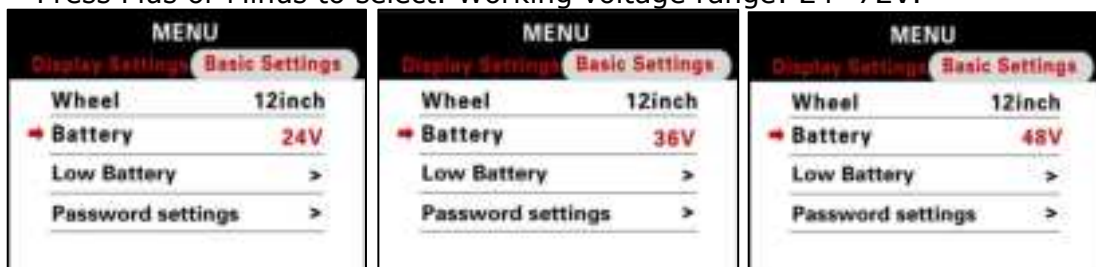 Press Plus or Minus to select. Working voltage range: 24~72V.
MENU
Display Settings Basic Settings
Wheel 12inch
Battery 24V
Low Battery >
Password settings >
MENU
Display Settings Basic Settings
Wheel 12inch
Battery 36V
Low Battery >
Password settings >
MENU
Display Settings Basic Settings
Wheel 12inch
Battery 48V
Low Battery >
Password settings >